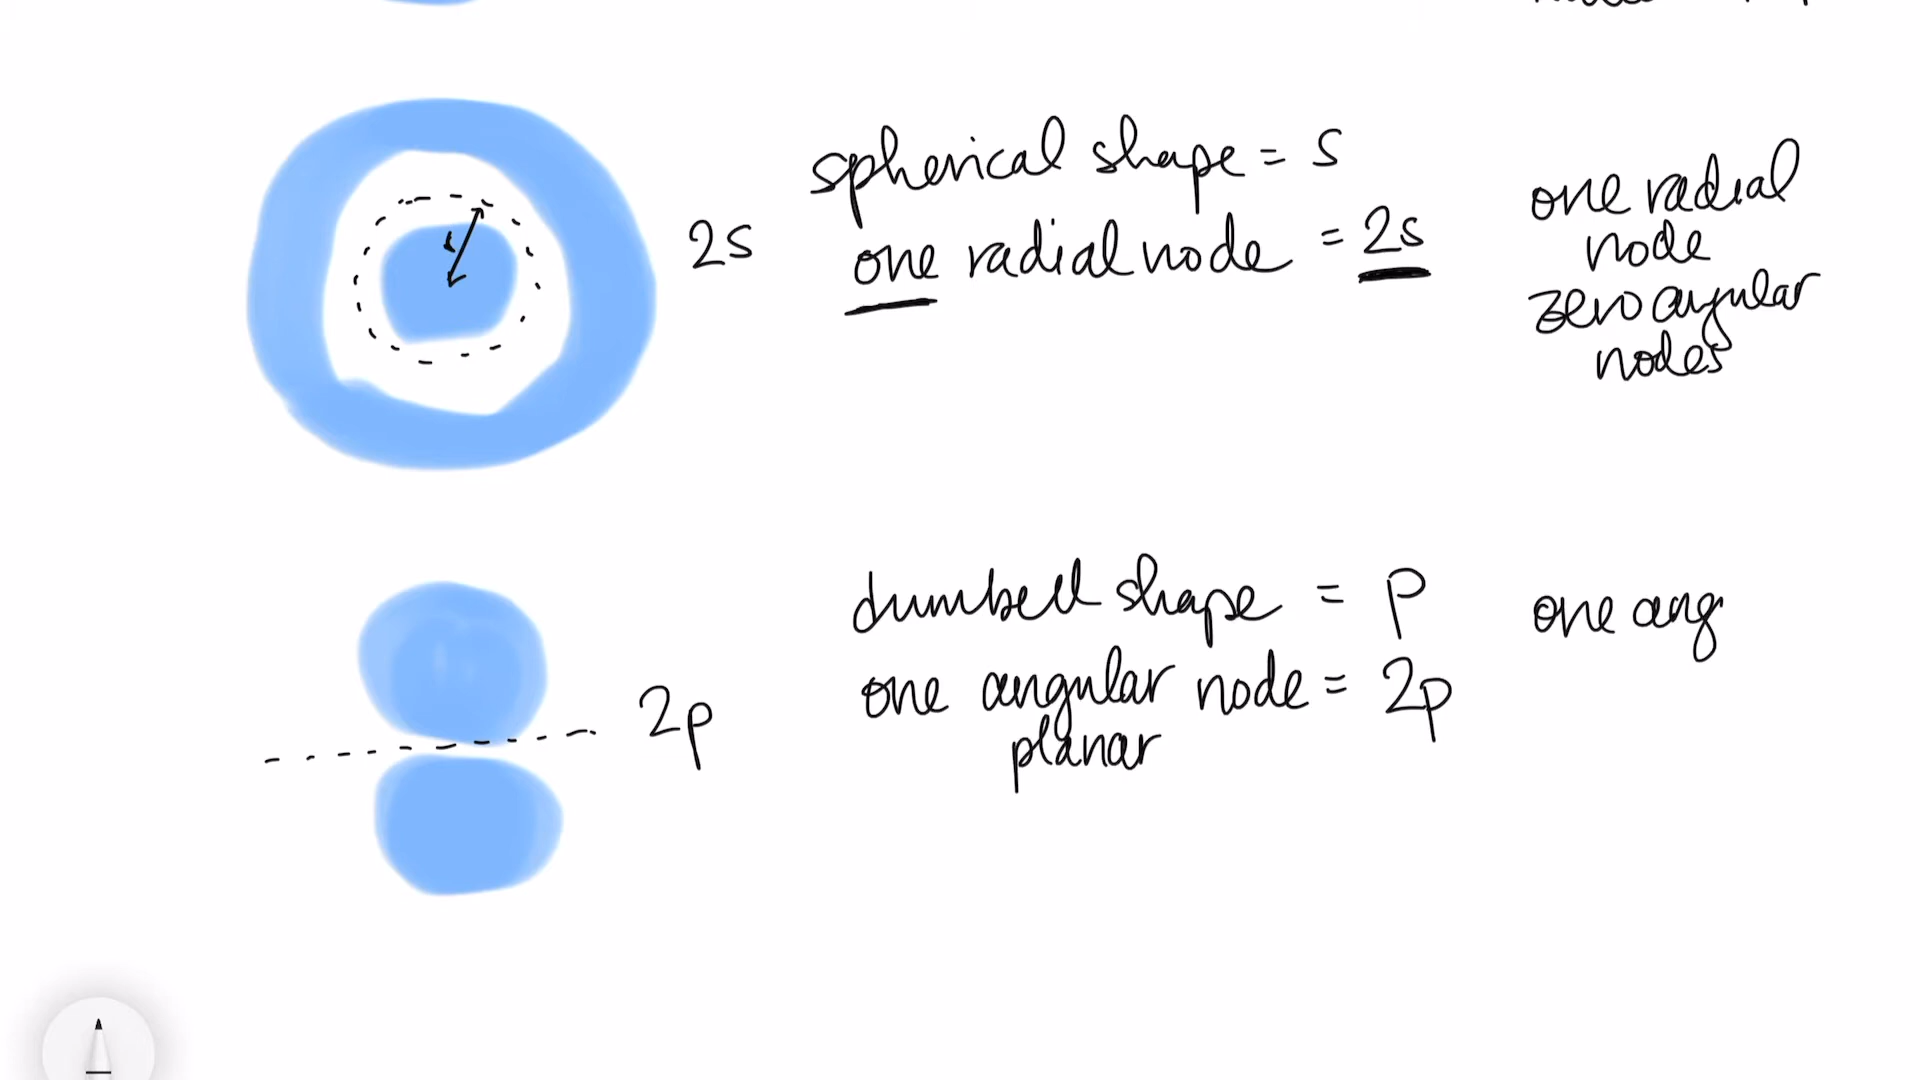 spherical shape = s
2s
one radial node = 2s
one radial
node
zero angular
nodes
dumbell shape = p
one ang
2p
one angular node = 2p
planar